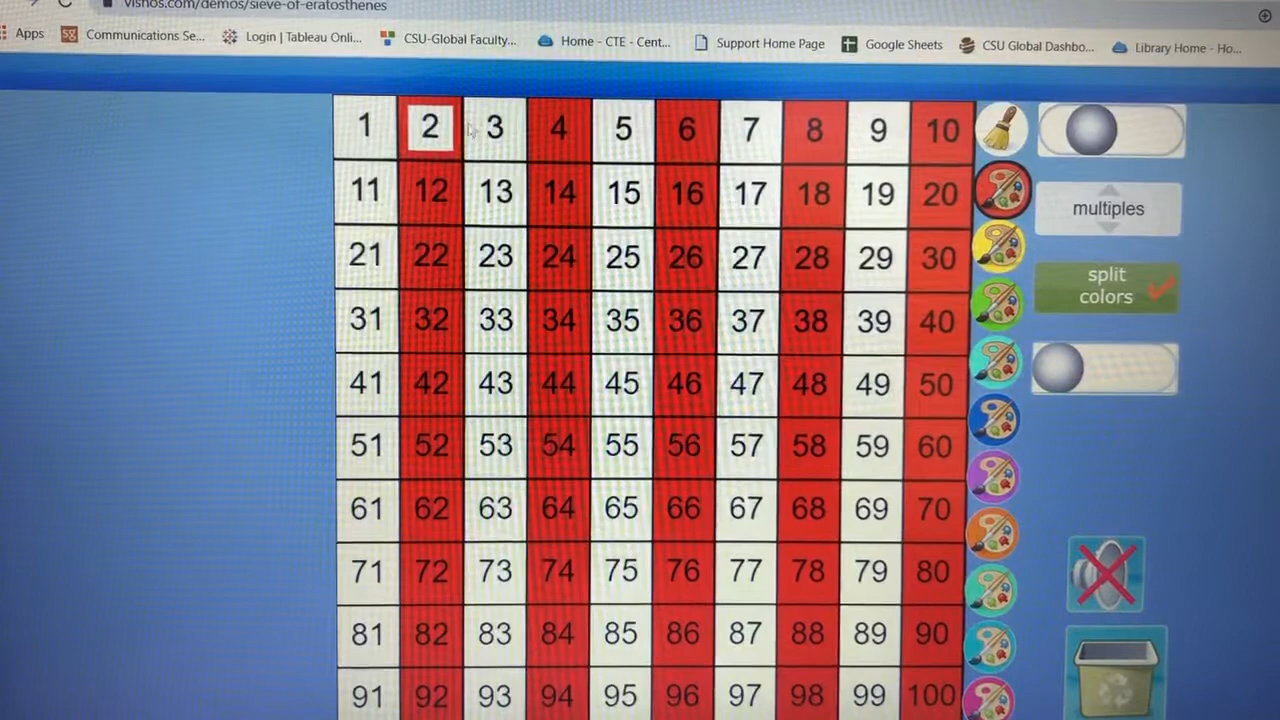 visnos.com/demos/sieve-of-eratosthenes
Apps sg Communications Se... Login | Tableau Onli... CSU-Global Faculty... Home - CTE - Cent... Support Home Page Google Sheets CSU Global Dashbo... Library Home - Ho...
1 2 3 4 5 6 7 8 9 10
11 12 13 14 15 16 17 18 19 20
multiples
21 22 23 24 25 26 27 28 29 30
split
colors
31 32 33 34 35 36 37 38 39 40
41 42 43 44 45 46 47 48 49 50
51 52 53 54 55 56 57 58 59 60
61 62 63 64 65 66 67 68 69 70
71 72 73 74 75 76 77 78 79 80
81 82 83 84 85 86 87 88 89 90
91 92 93 94 95 96 97 98 99 100